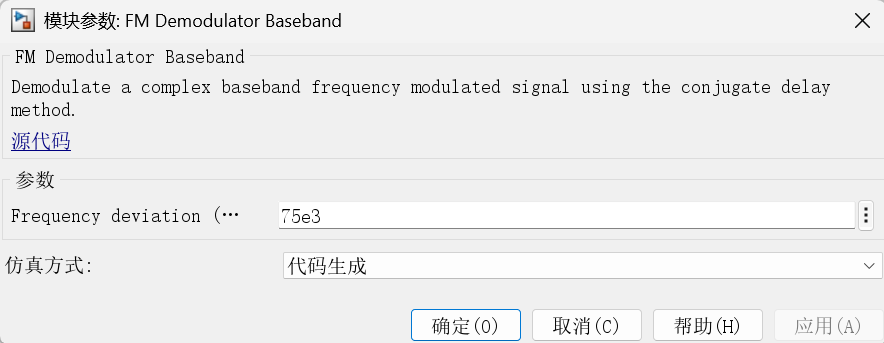 模块参数: FM Demodulator Baseband
FM Demodulator Baseband
Demodulate a complex baseband frequency modulated signal using the conjugate delay
method.
源代码
参数
Frequency deviation (… 75e3
仿真方式: 代码生成
确定(O) 取消(C) 帮助(H) 应用(A)